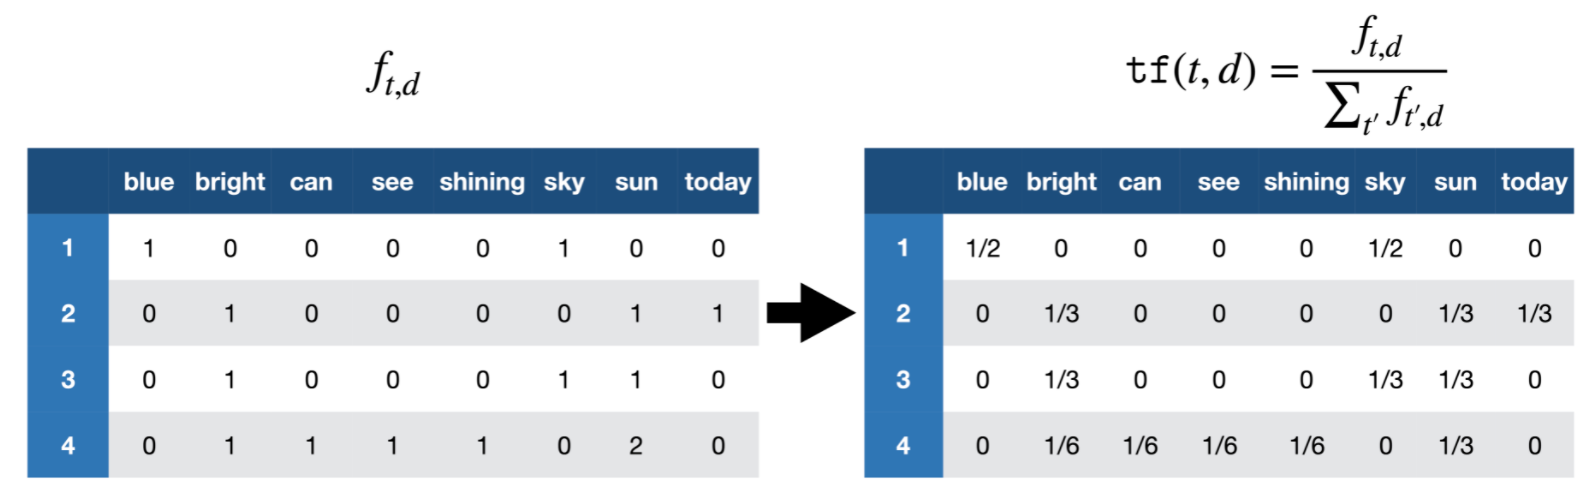 f_{t,d}
tf(t, d) = f_{t,d} / ∑_{t'} f_{t',d}
blue bright can see shining sky sun today
1 1 0 0 0 0 1 0 0
2 0 1 0 0 0 0 1 1
3 0 1 0 0 0 1 1 0
4 0 1 1 1 1 0 2 0
blue bright can see shining sky sun today
1 1/2 0 0 0 0 1/2 0 0
2 0 1/3 0 0 0 0 1/3 1/3
3 0 1/3 0 0 0 1/3 1/3 0
4 0 1/6 1/6 1/6 1/6 0 1/3 0